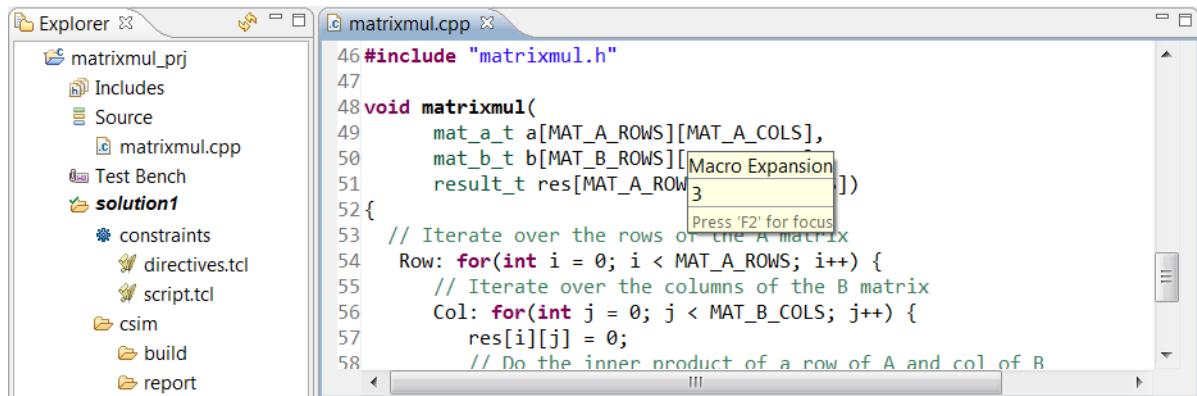 Explorer
matrixmul_prj
Includes
Source
matrixmul.cpp
Test Bench
solution1
constraints
directives.tcl
script.tcl
csim
build
report
matrixmul.cpp
46 #include "matrixmul.h"
47
48 void matrixmul(
49 mat_a_t a[MAT_A_ROWS][MAT_A_COLS],
50 mat_b_t b[MAT_B_ROWS][
51 result_t res[MAT_A_ROW ])
52 {
53 // Iterate over the rows of the A matrix
54 Row: for(int i = 0; i < MAT_A_ROWS; i++) {
55 // Iterate over the columns of the B matrix
56 Col: for(int j = 0; j < MAT_B_COLS; j++) {
57 res[i][j] = 0;
58 // Do the inner product of a row of A and col of B
Macro Expansion
3
Press 'F2' for focus